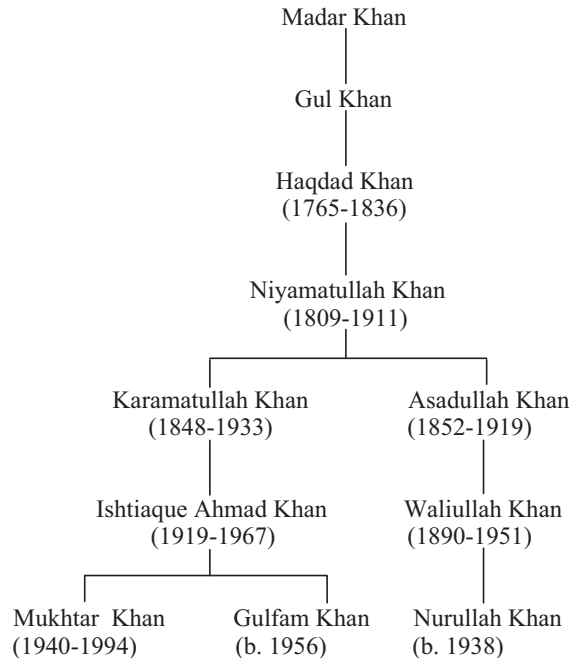 Madar Khan
Gul Khan
Haqdad Khan
(1765-1836)
Niyamatullah Khan
(1809-1911)
Karamatullah Khan
(1848-1933)
Asadullah Khan
(1852-1919)
Ishtiaque Ahmad Khan
(1919-1967)
Waliullah Khan
(1890-1951)
Mukhtar Khan
(1940-1994)
Gulfam Khan
(b. 1956)
Nurullah Khan
(b. 1938)